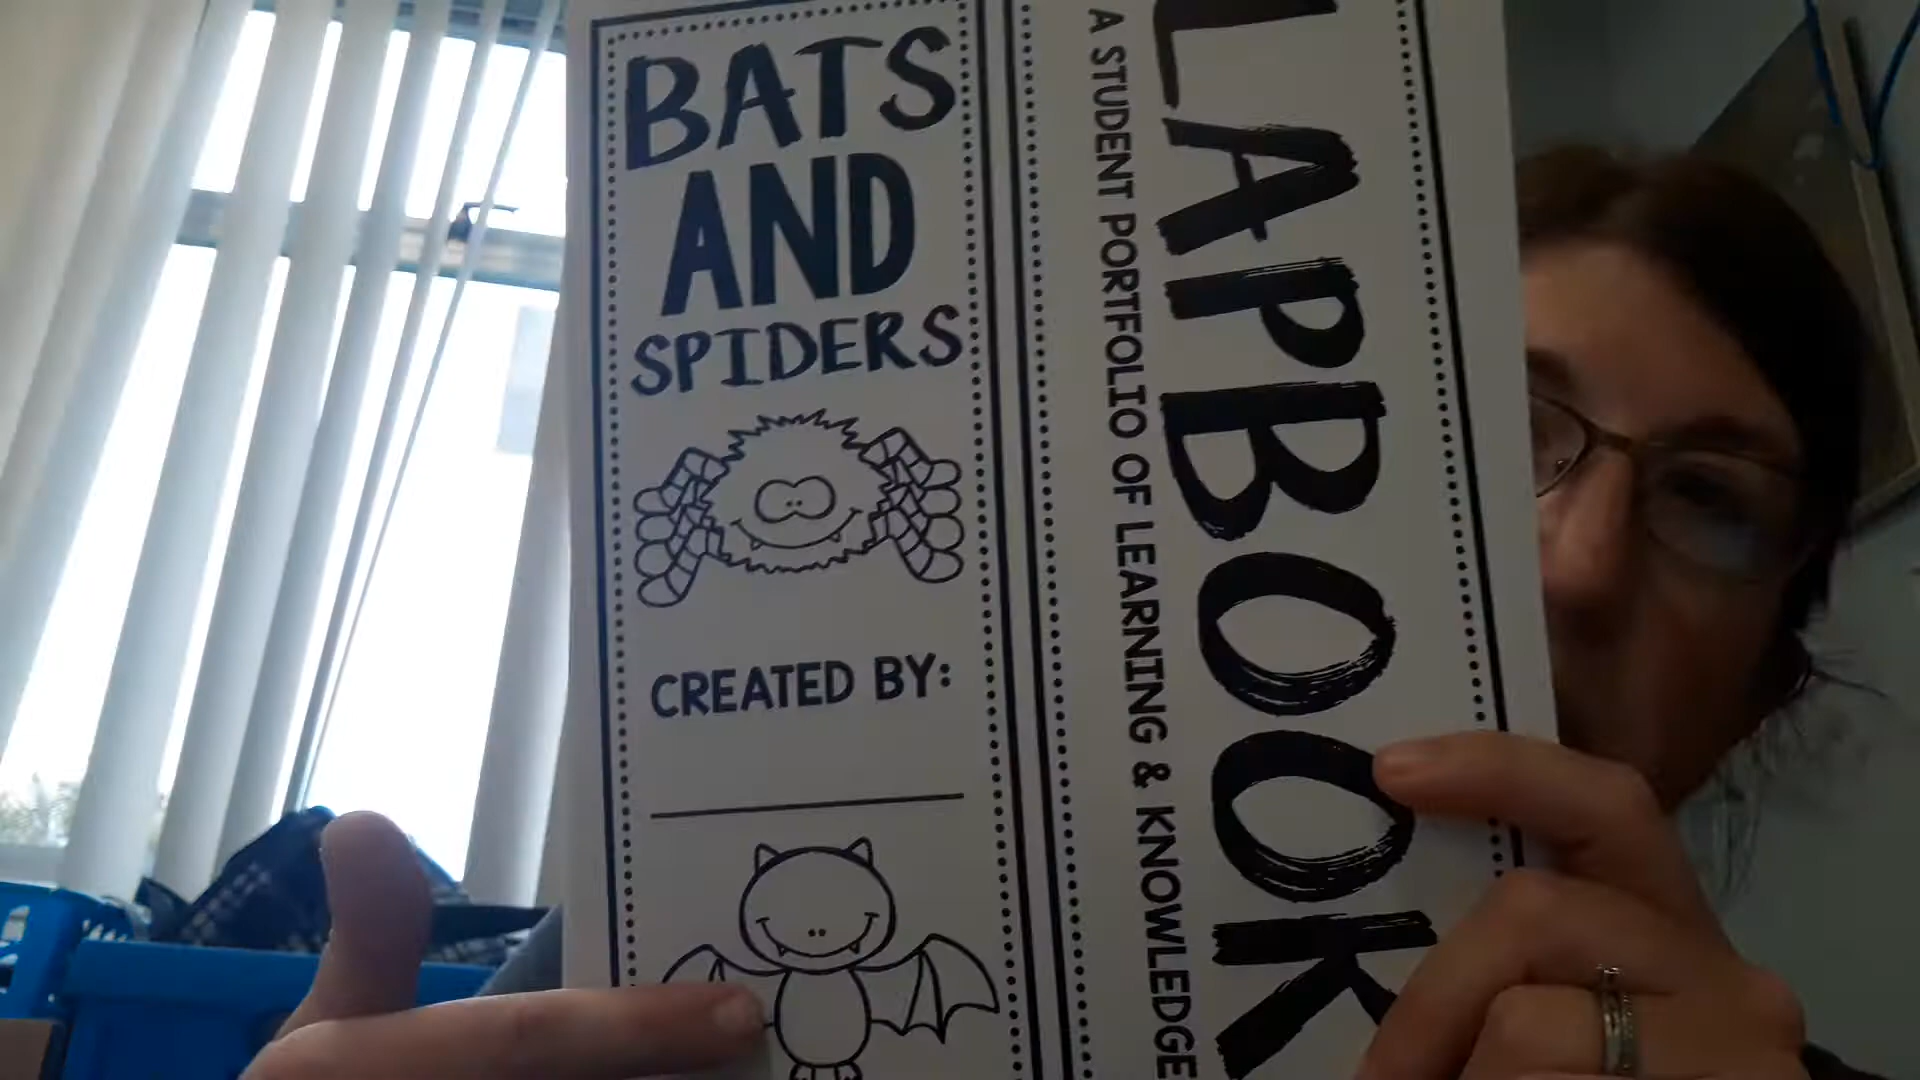 BATS
AND
SPIDERS
CREATED BY:
LAPBOOK
A STUDENT PORTFOLIO OF LEARNING & KNOWLEDGE